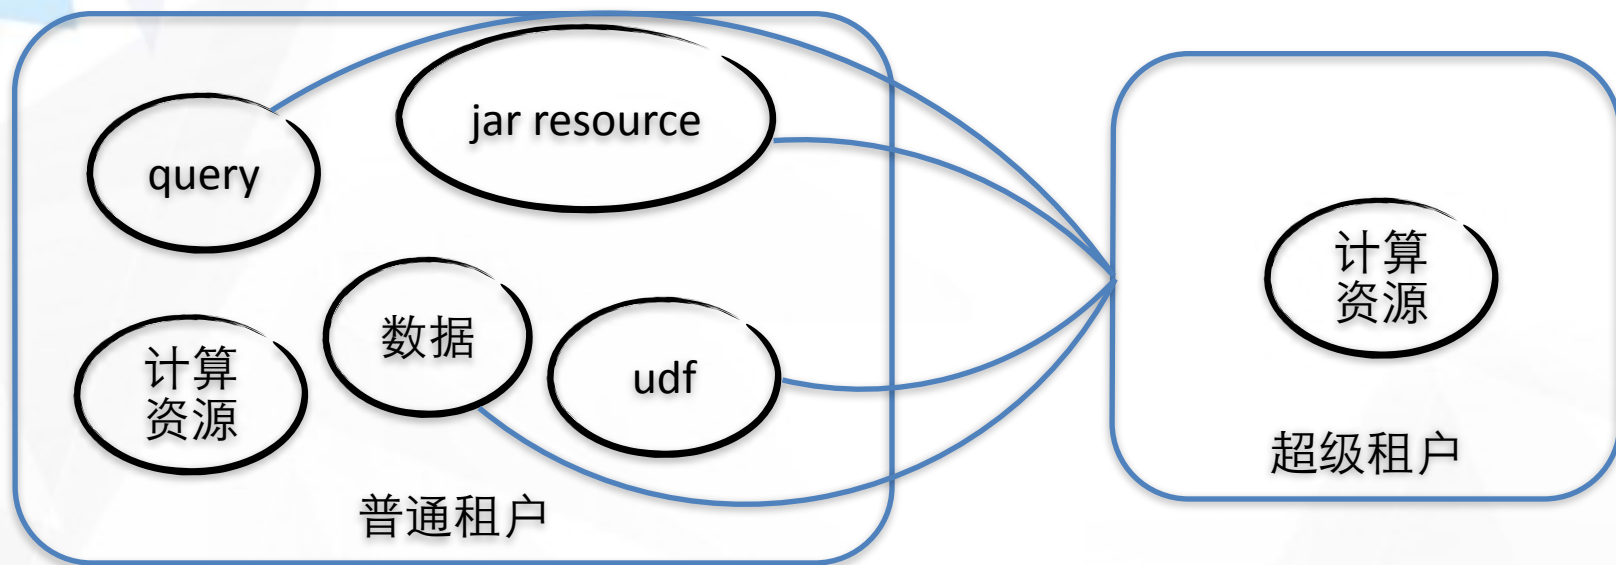 query
jar resource
计算
资源
数据
udf
普通租户
计算
资源
超级租户